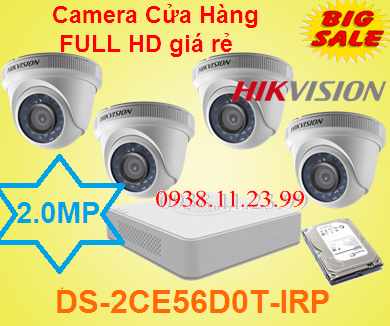 Camera Cửa Hàng
FULL HD giá rẻ
BIG
SALE
HIKVISION
HIKVISION
HIKVISION
HIKVISION
HIKVISION
2.0MP
0938.11.23.99
DS-2CE56D0T-IRP